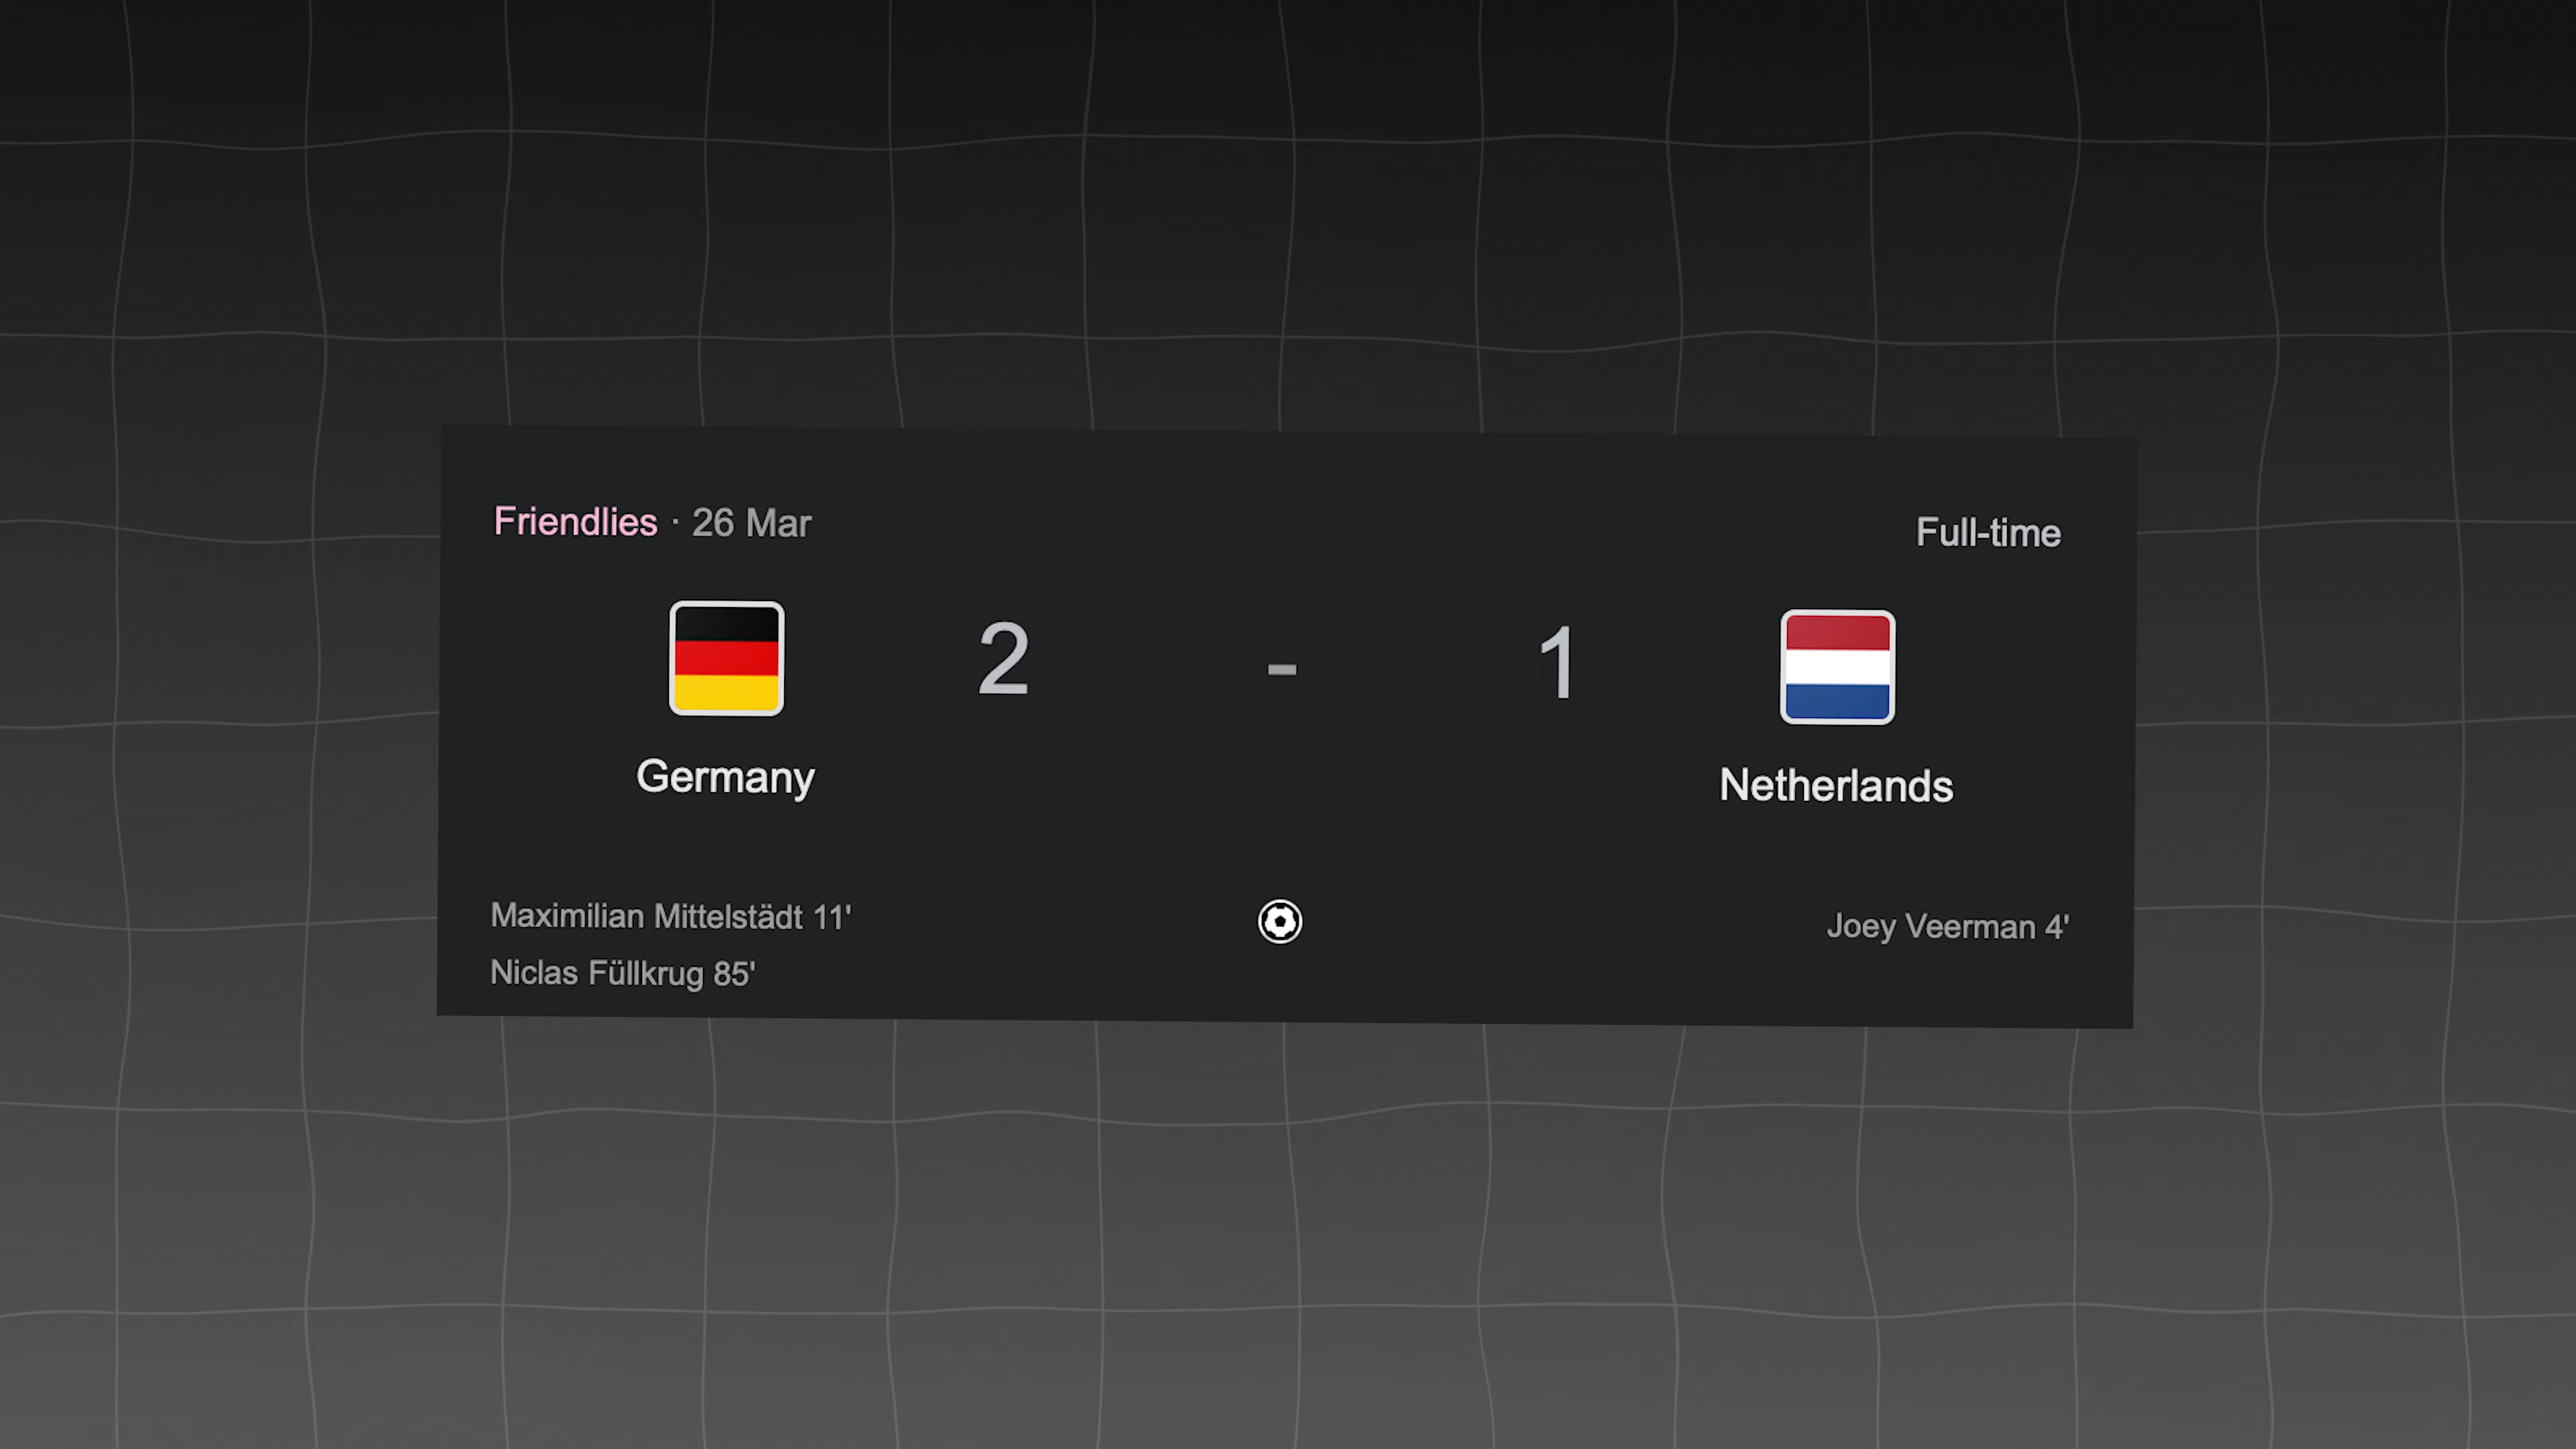 Friendlies · 26 Mar
Full-time
2 - 1
Germany
Netherlands
Maximilian Mittelstädt 11'
Joey Veerman 4'
Niclas Füllkrug 85'